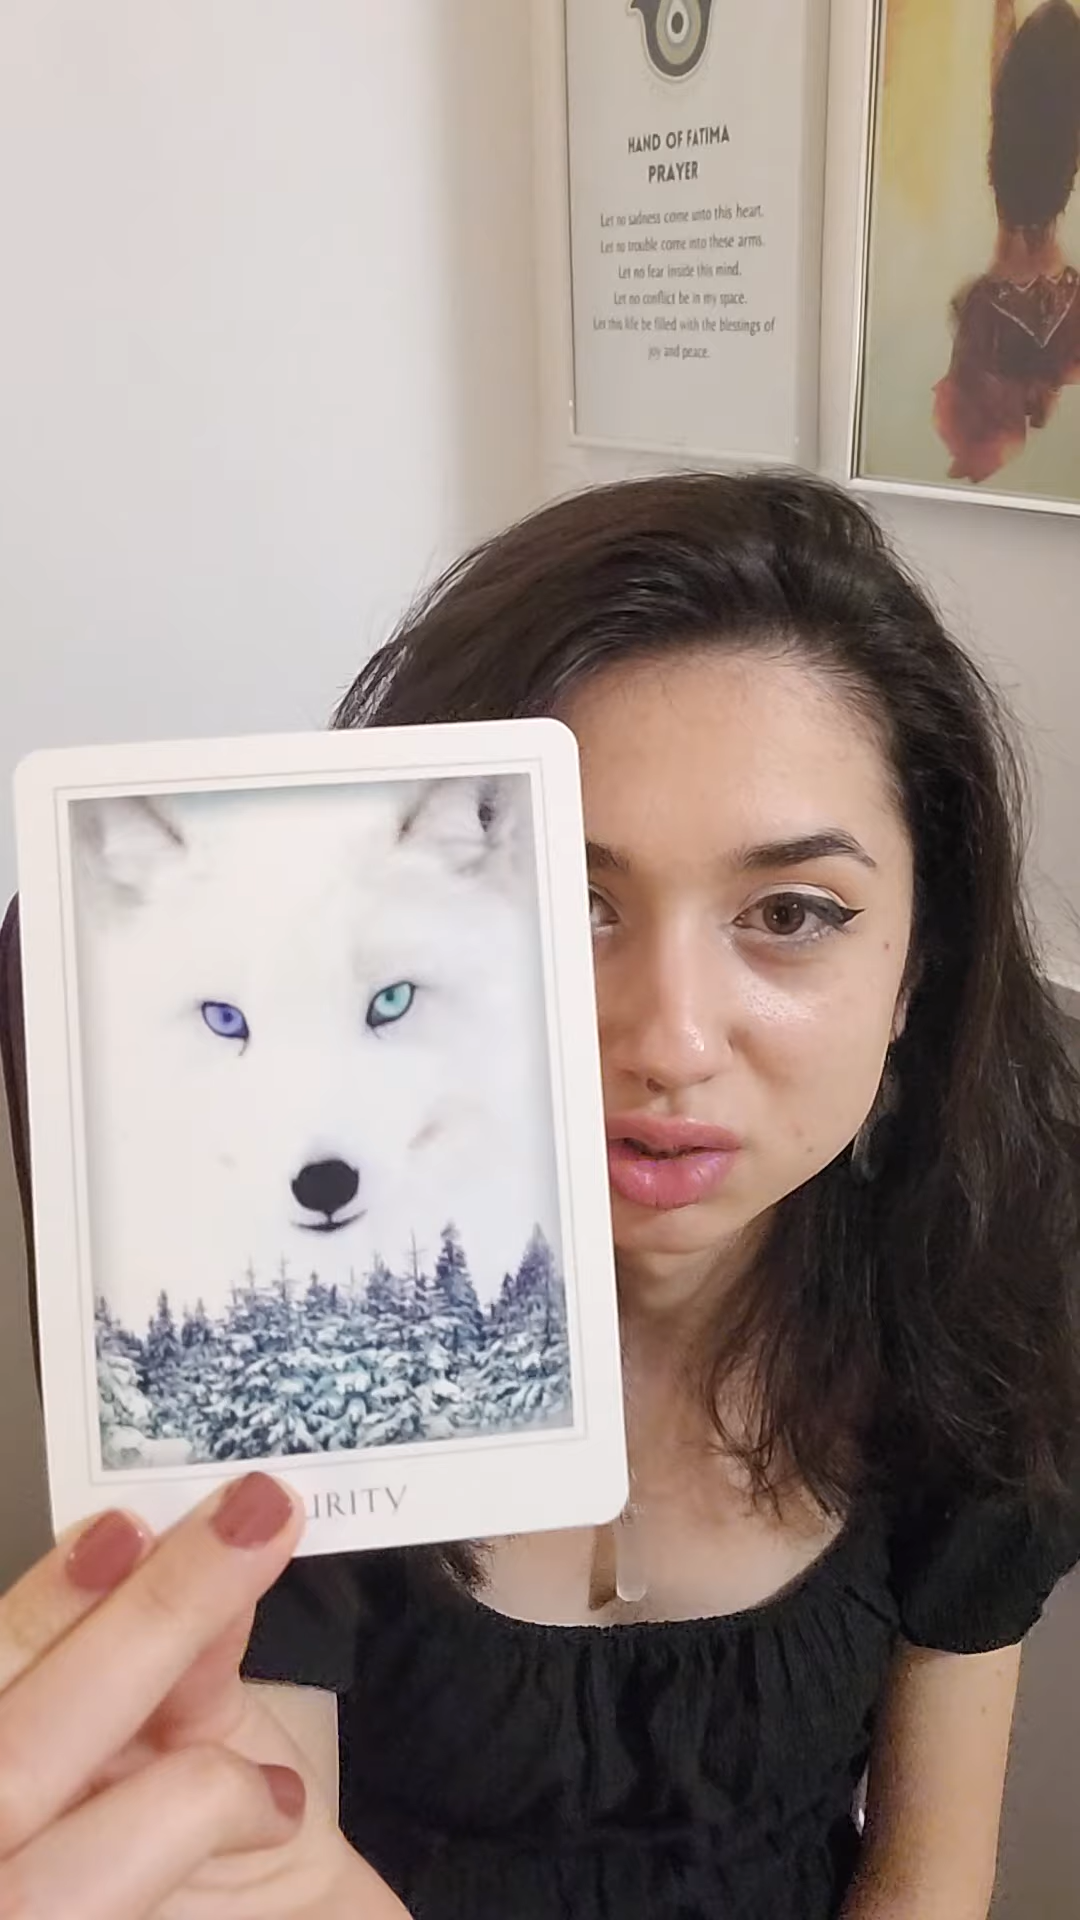 HAND OF FATIMA
PRAYER
Let no sadness come unto this heart.
Let no trouble come into these arms.
Let no fear inside this mind.
Let no conflict be in my space.
Let this life be filled with the blessings of
joy and peace.
URITY